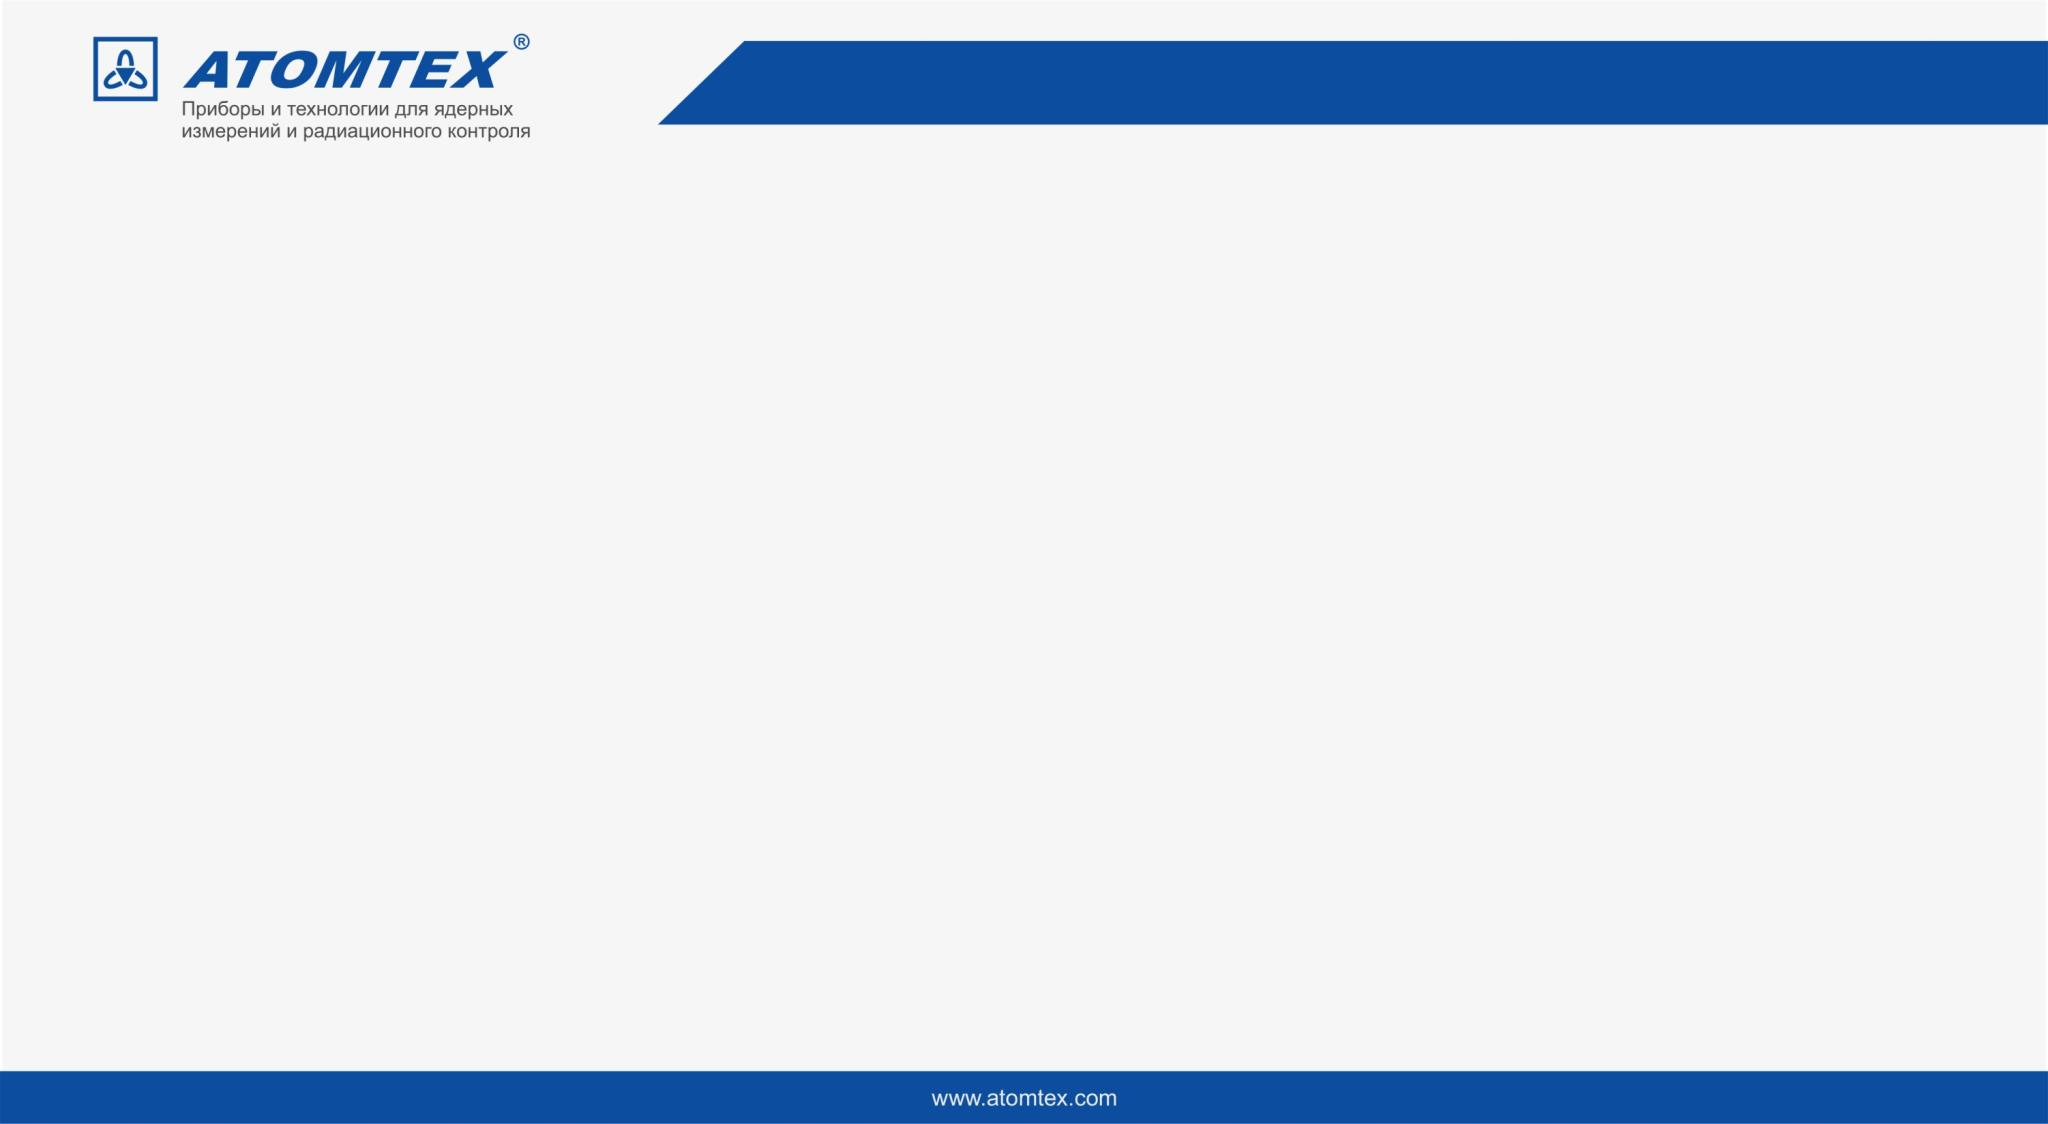 ATOMTEX®
Приборы и технологии для ядерных
измерений и радиационного контроля
www.atomtex.com